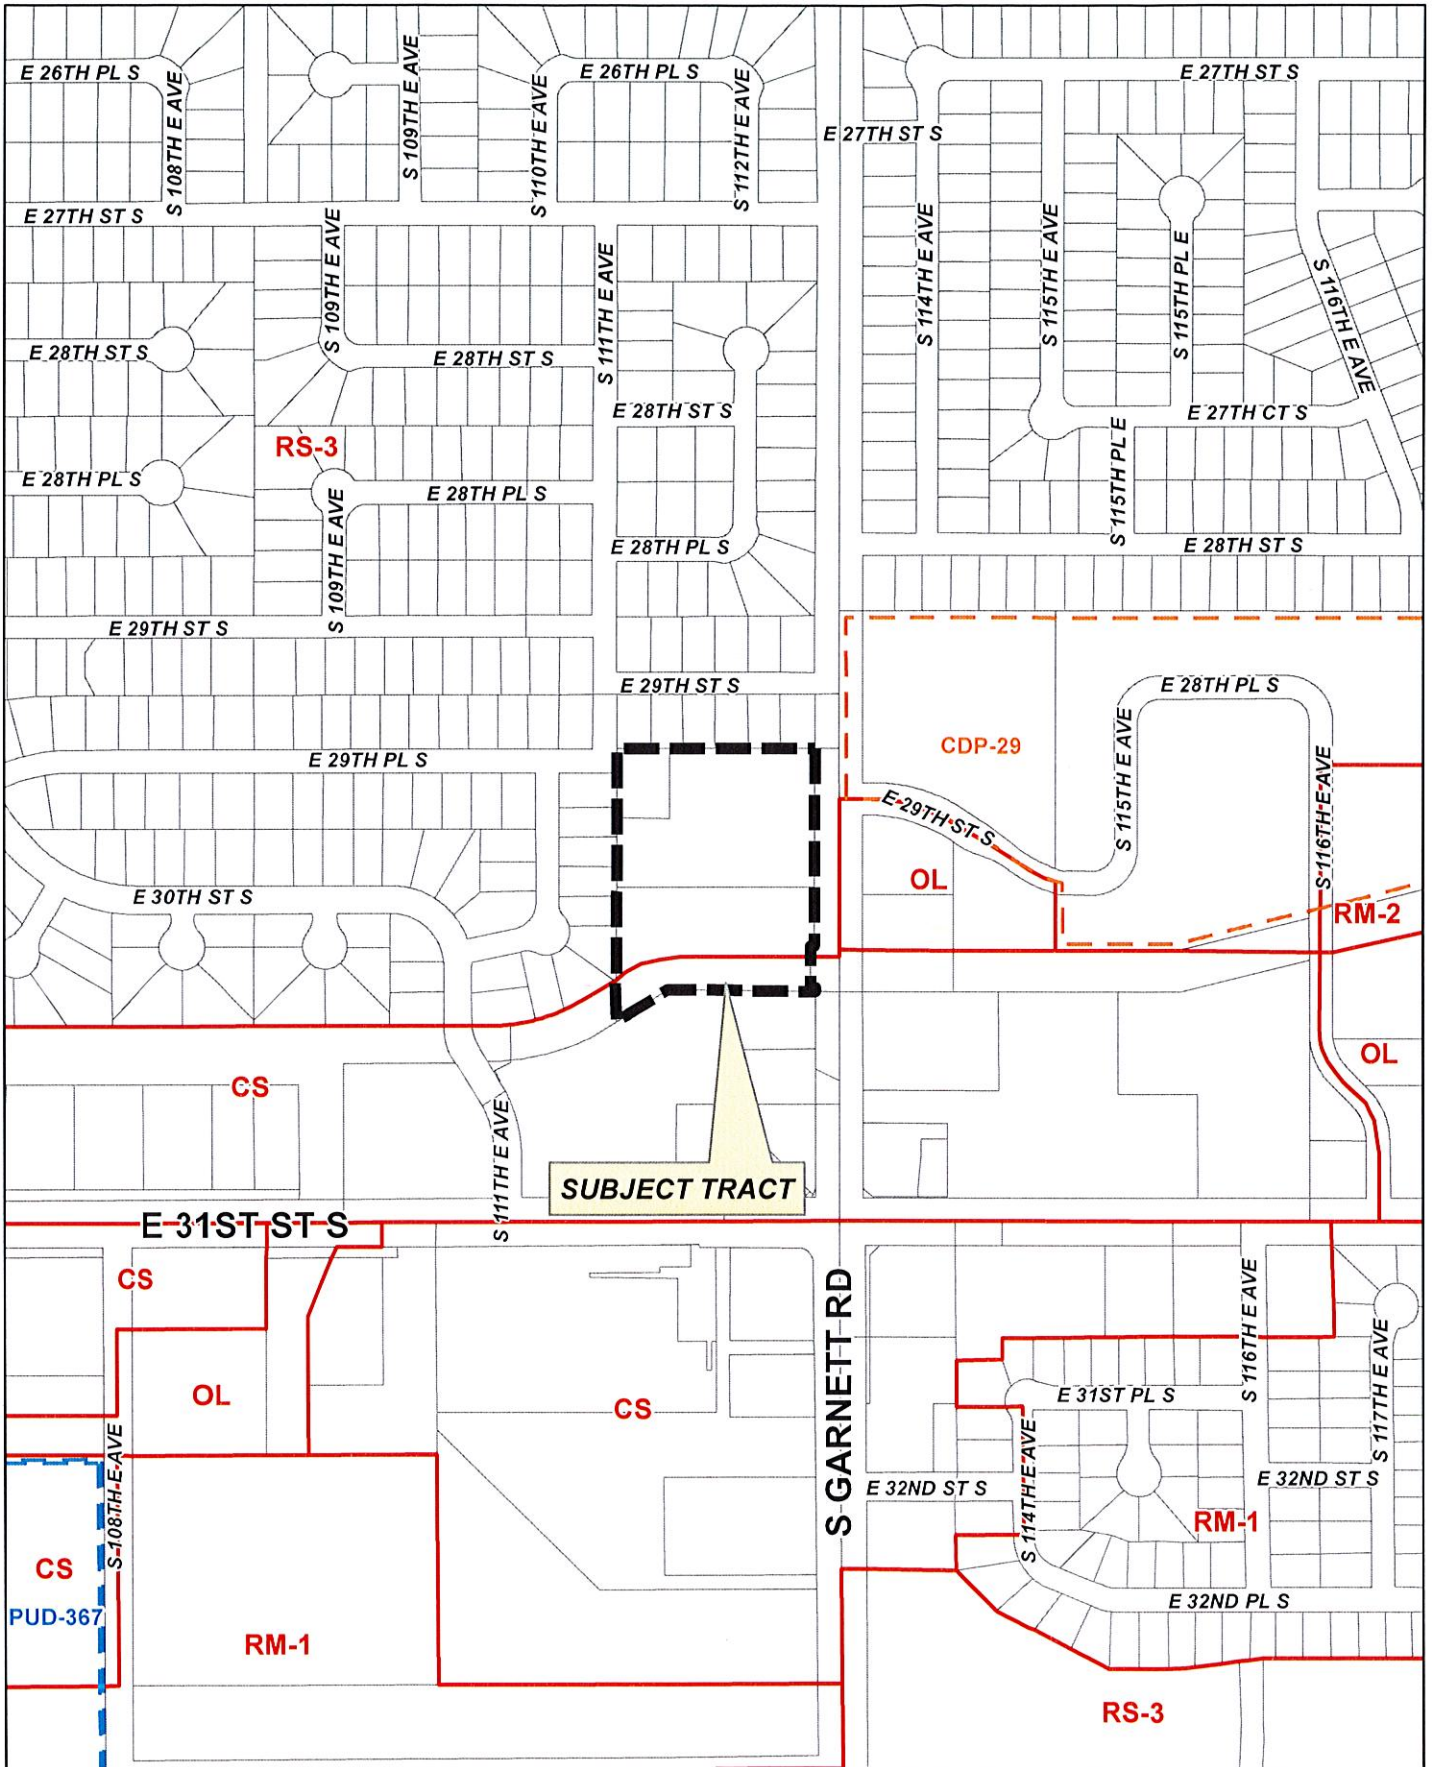 E 26TH PL S
S 108TH E AVE
S 109TH E AVE
S 110TH E AVE
E 26TH PL S
S 112TH E AVE
E 27TH ST S
E 27TH ST S
E 27TH ST S
S 109TH E AVE
S 111TH E AVE
S 114TH E AVE
S 115TH E AVE
S 115TH PL E
S 116TH E AVE
E 28TH ST S
E 28TH ST S
E 28TH ST S
E 27TH CT S
RS-3
E 28TH PL S
E 28TH PL S
S 109TH E AVE
E 28TH PL S
S 115TH PL E
E 28TH ST S
E 29TH ST S
E 29TH ST S
E 28TH PL S
CDP-29
S 115TH E AVE
S 116TH E AVE
E 29TH PL S
E 29TH ST S
OL
E 30TH ST S
RM-2
OL
CS
S 111TH E AVE
SUBJECT TRACT
E 31ST ST S
CS
S GARNETT RD
S 116TH E AVE
S 117TH E AVE
OL
CS
E 31ST PL S
S 108TH E AVE
S 114TH E AVE
E 32ND ST S
E 32ND ST S
RM-1
CS
PUD-367
E 32ND PL S
RM-1
RS-3